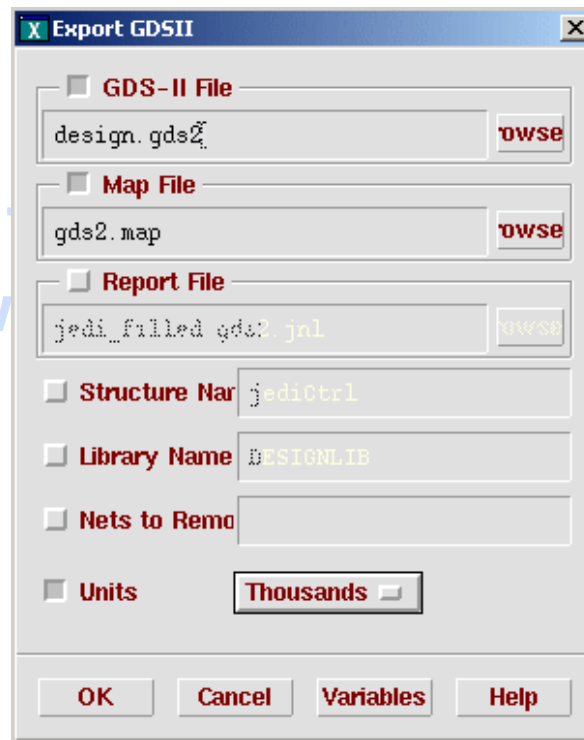 X Export GDSII
GDS-II File
design.gds2
rowse
Map File
gds2.map
rowse
Report File
jedi_filled gds2.jnl
rowse
Structure Nar
jediCtrl
Library Name
DESIGNLIB
Nets to Remo
Units
Thousands
OK
Cancel
Variables
Help